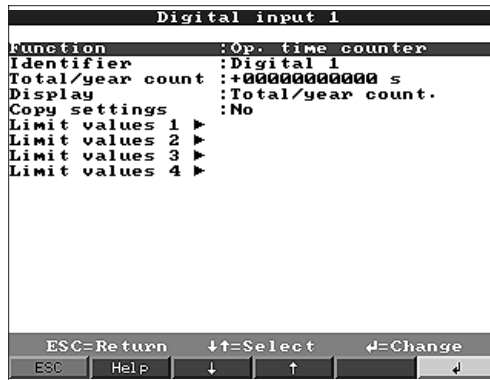 Digital input 1
Function :Op. time counter
Identifier :Digital 1
Total/year count :+00000000000 s
Display :Total/year count.
Copy settings :No
Limit values 1 ►
Limit values 2 ►
Limit values 3 ►
Limit values 4 ►
ESC=Return ↓↑=Select ↵=Change
ESC Help ↓ ↑ ↵